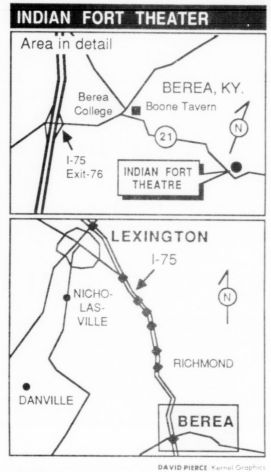 INDIAN FORT THEATER
Area in detail
BEREA, KY.
Berea
College
Boone Tavern
21
N
I-75
Exit-76
INDIAN FORT
THEATRE
LEXINGTON
I-75
NICHO-
LAS-
VILLE
N
RICHMOND
DANVILLE
BEREA
DAVID PIERCE Kernel Graphics